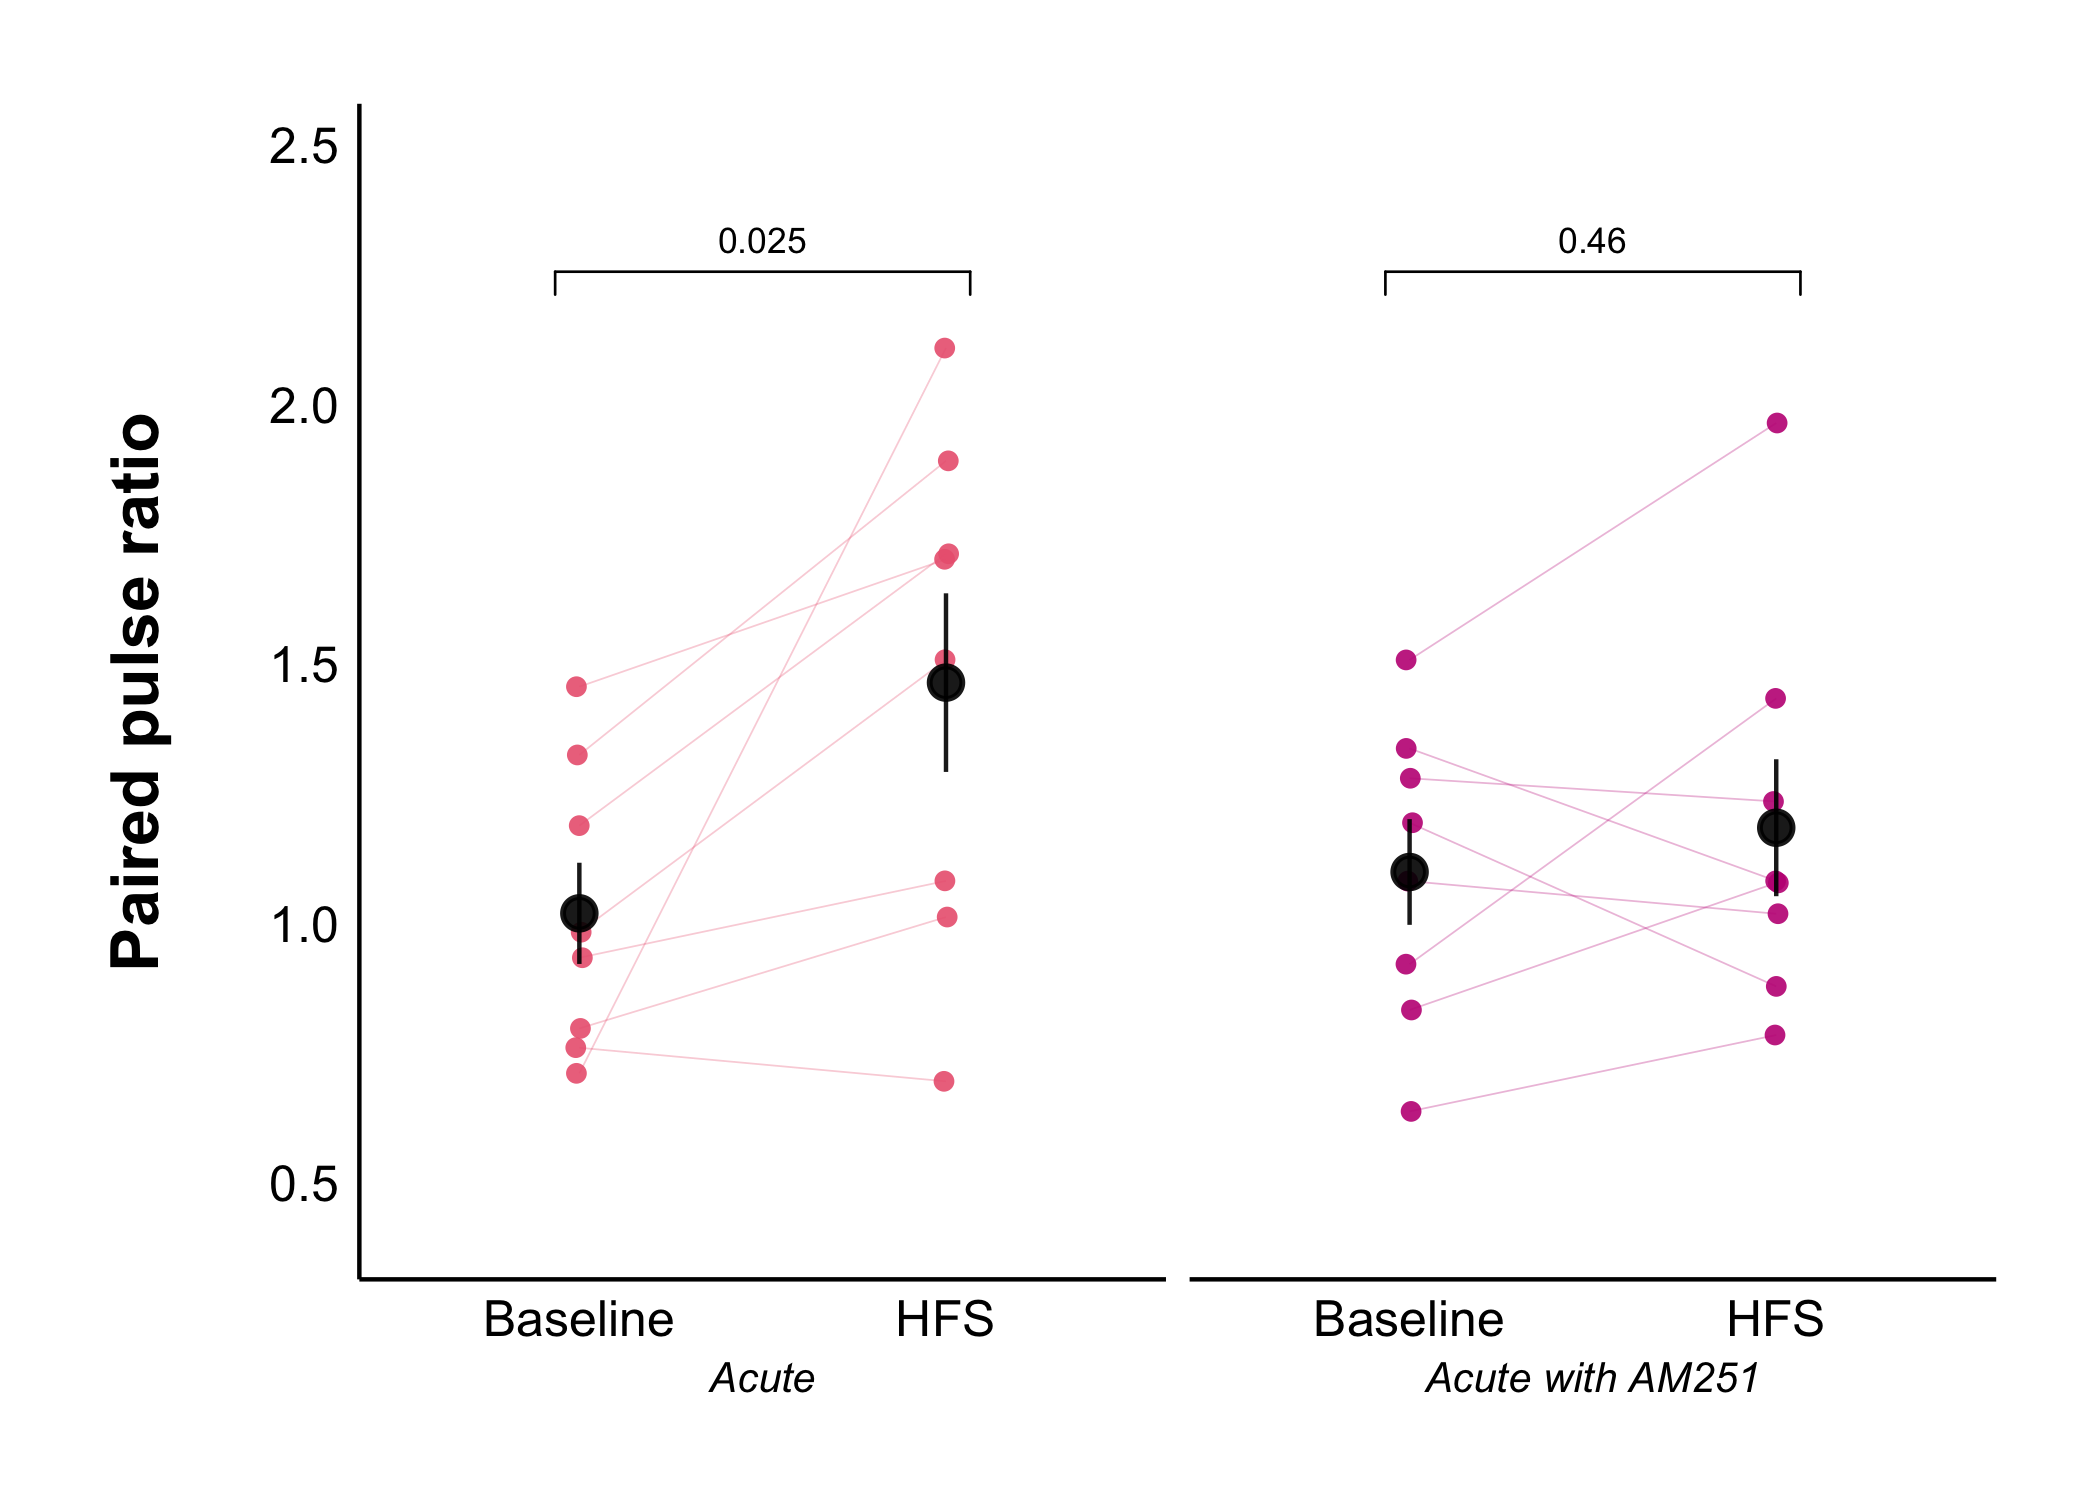 Paired pulse ratio
2.5
2.0
1.5
1.0
0.5
0.025
0.46
Baseline HFS
Acute
Baseline HFS
Acute with AM251